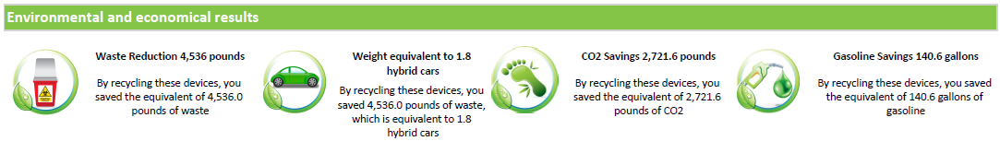 Environmental and economical results
Waste Reduction 4,536 pounds
By recycling these devices, you
saved the equivalent of 4,536.0
pounds of waste
Weight equivalent to 1.8
hybrid cars
By recycling these devices, you
saved 4,536.0 pounds of waste,
which is equivalent to 1.8
hybrid cars
CO2 Savings 2,721.6 pounds
By recycling these devices, you
saved the equivalent of 2,721.6
pounds of CO2
Gasoline Savings 140.6 gallons
By recycling these devices, you saved
the equivalent of 140.6 gallons of
gasoline